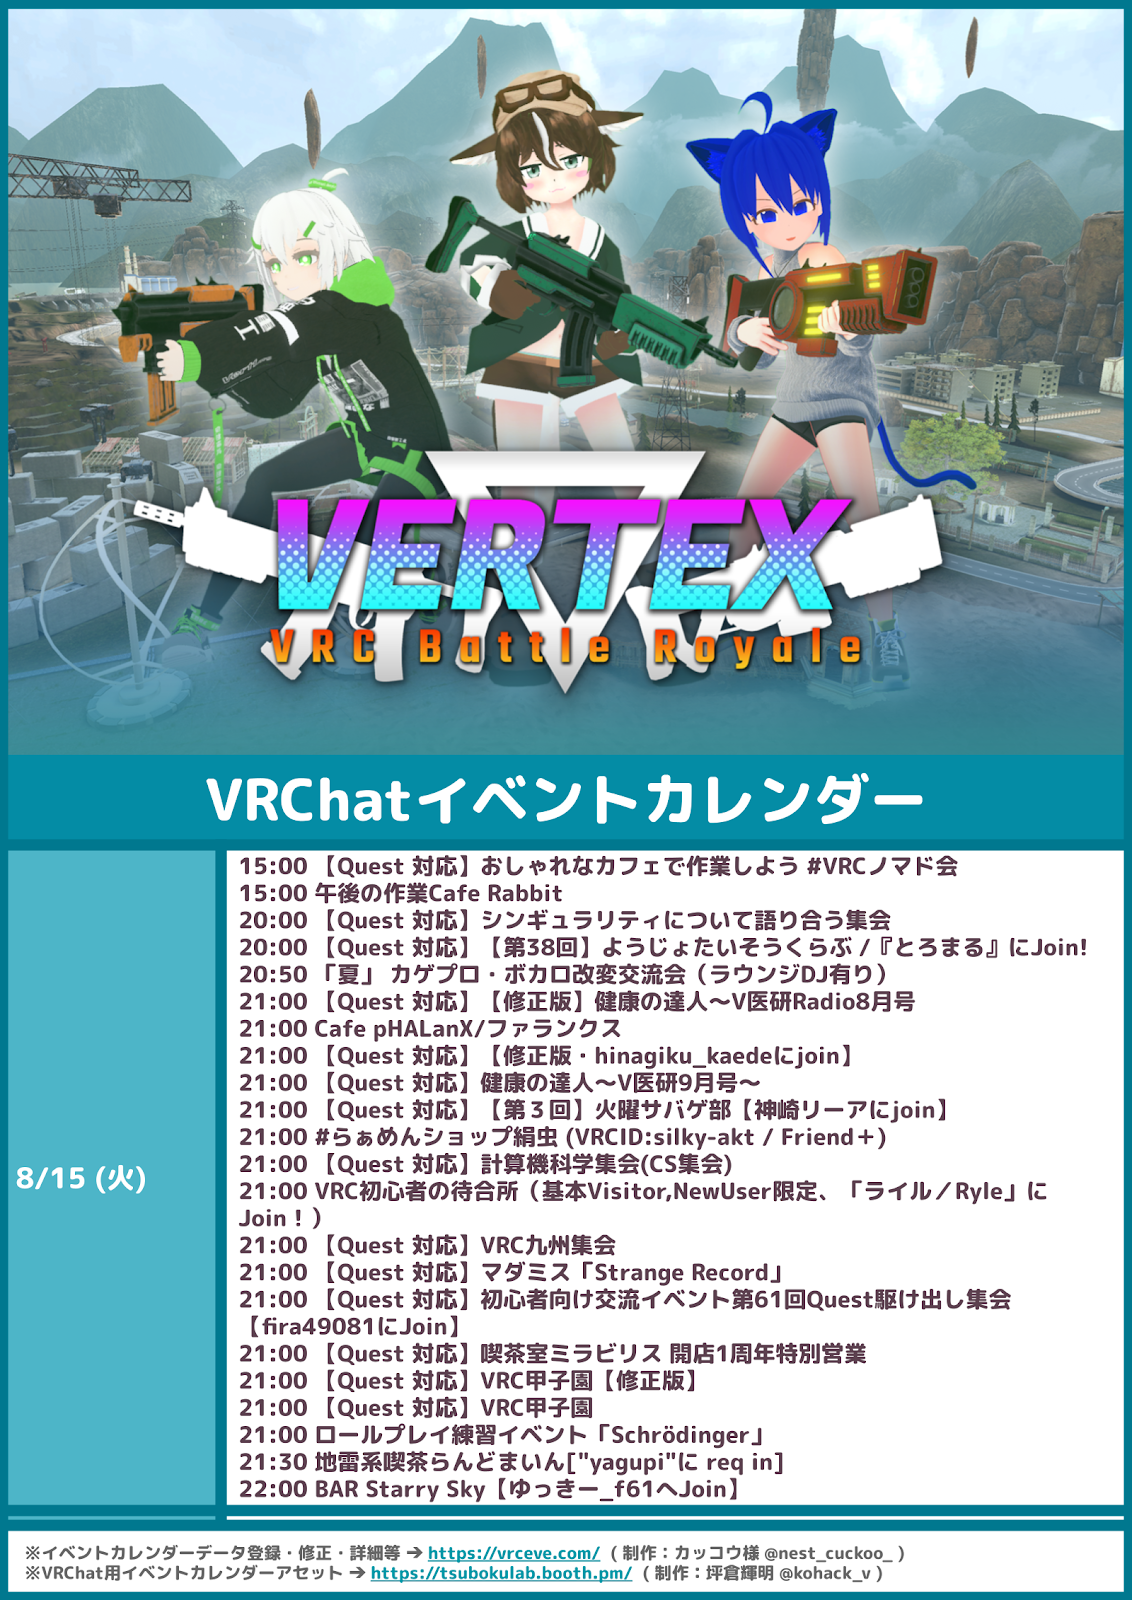 VERTEX
VRC Battle Royale
VRChatイベントカレンダー
8/15 (火)
15:00 【Quest 対応】おしゃれなカフェで作業しよう #VRCノマド会
15:00 午後の作業Cafe Rabbit
20:00 【Quest 対応】シンギュラリティについて語り合う集会
20:00 【Quest 対応】【第38回】ようじょたいそうくらぶ /『とろまる』にJoin!
20:50 「夏」 カゲプロ・ボカロ改変交流会（ラウンジDJ有り）
21:00 【Quest 対応】【修正版】健康の達人～V医研Radio8月号
21:00 Cafe pHALanX/ファランクス
21:00 【Quest 対応】【修正版・hinagiku_kaedeにjoin】
21:00 【Quest 対応】健康の達人～V医研9月号～
21:00 【Quest 対応】【第３回】火曜サバゲ部【神崎リーアにjoin】
21:00 #らぁめんショップ絹虫 (VRCID:silky-akt / Friend＋)
21:00 【Quest 対応】計算機科学集会(CS集会)
21:00 VRC初心者の待合所（基本Visitor,NewUser限定、「ライル／Ryle」に
Join！）
21:00 【Quest 対応】VRC九州集会
21:00 【Quest 対応】マダミス「Strange Record」
21:00 【Quest 対応】初心者向け交流イベント第61回Quest駆け出し集会
【fira49081にJoin】
21:00 【Quest 対応】喫茶室ミラビリス 開店1周年特別営業
21:00 【Quest 対応】VRC甲子園【修正版】
21:00 【Quest 対応】VRC甲子園
21:00 ロールプレイ練習イベント「Schrödinger」
21:30 地雷系喫茶らんどまいん["yagupi"に req in]
22:00 BAR Starry Sky【ゆっきー_f61へJoin】
※イベントカレンダーデータ登録・修正・詳細等 ➔ https://vrceve.com/ （制作：カッコウ様 @nest_cuckoo_ ）
※VRChat用イベントカレンダーアセット ➔ https://tsubokulab.booth.pm/ （制作：坪倉輝明 @kohack_v ）